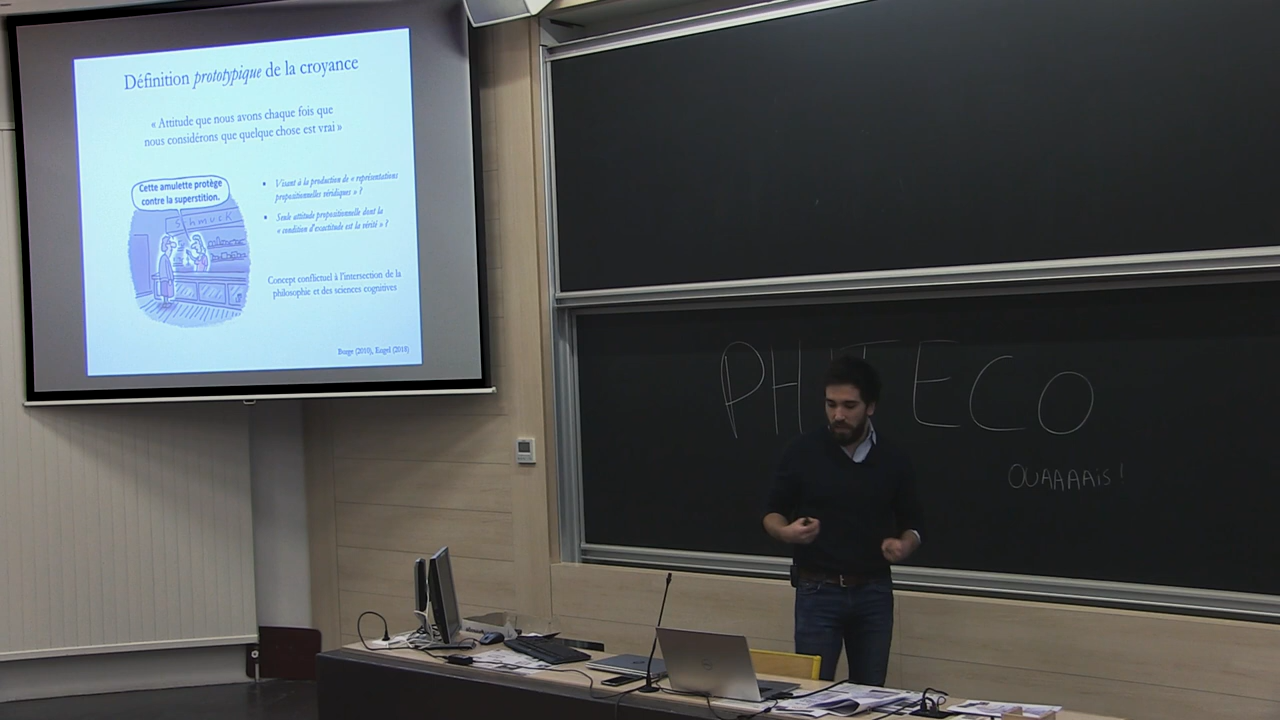 Définition prototypique de la croyance
« Attitude que nous avons chaque fois que
nous considérons que quelque chose est vrai »
Cette amulette protège
contre la superstition.
Schmuck
• Visant à la production de « représentations
propositionnelles véridiques » ?
• Seule attitude propositionnelle dont la
« condition d'exactitude est la vérité » ?
Concept conflictuel à l'intersection de la
philosophie et des sciences cognitives
Burge (2010), Engel (2018)
PH TECO
OUAAAAis !